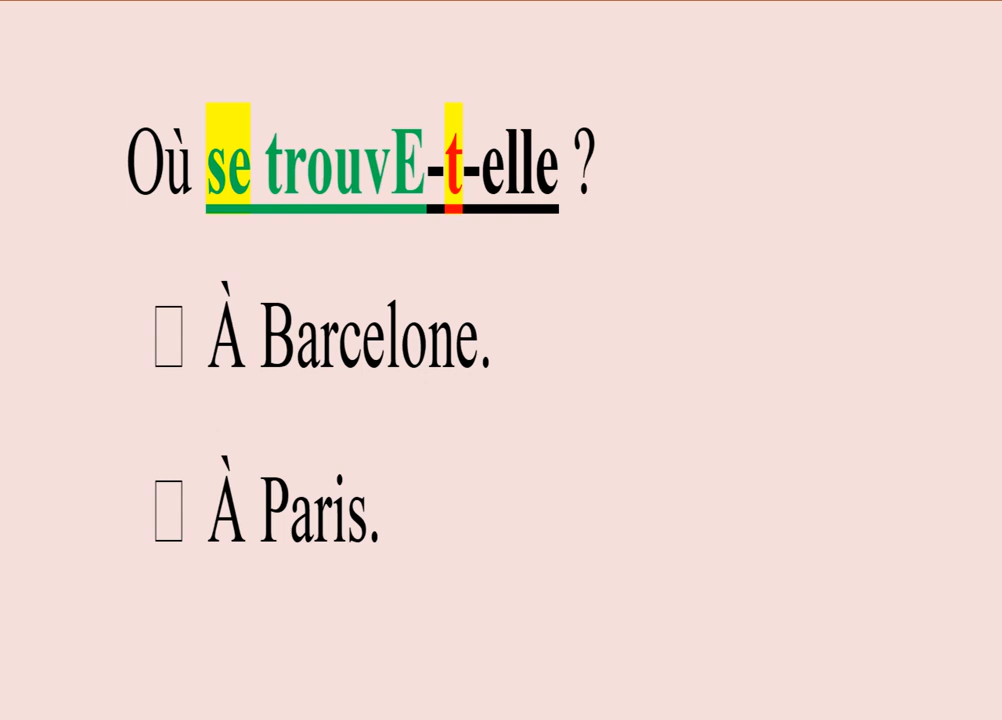 Où se trouvE-t-elle ?
À Barcelone.
À Paris.